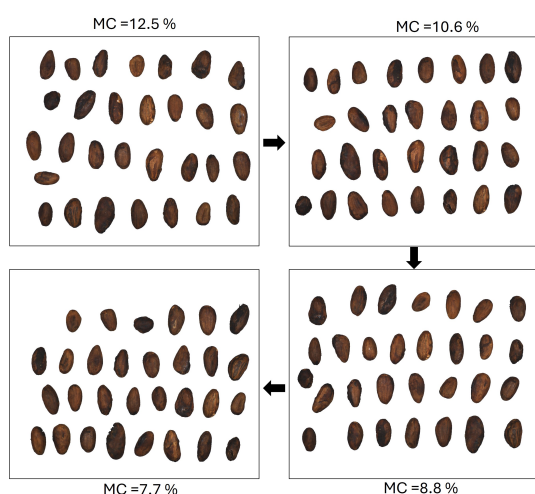 MC =12.5 %
MC =10.6 %
MC =7.7 %
MC =8.8 %